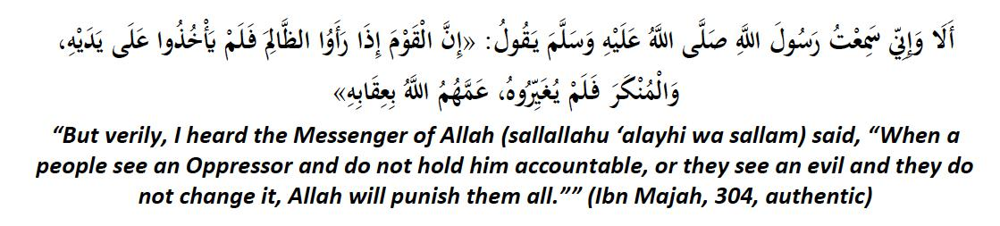 أَلَا وَإِنِّي سَمِعْتُ رَسُولَ اللَّهِ صَلَّى اللَّهُ عَلَيْهِ وَسَلَّمَ يَقُولُ: «إِنَّ الْقَوْمَ إِذَا رَأَوُا الظَّالِمَ فَلَمْ يَأْخُذُوا عَلَى يَدَيْهِ،
وَالْمُنْكَرَ فَلَمْ يُغَيِّرُوهُ، عَمَّهُمُ اللَّهُ بِعِقَابِهِ»
“But verily, I heard the Messenger of Allah (sallallahu ‘alayhi wa sallam) said, “When a
people see an Oppressor and do not hold him accountable, or they see an evil and they do
not change it, Allah will punish them all.”” (Ibn Majah, 304, authentic)